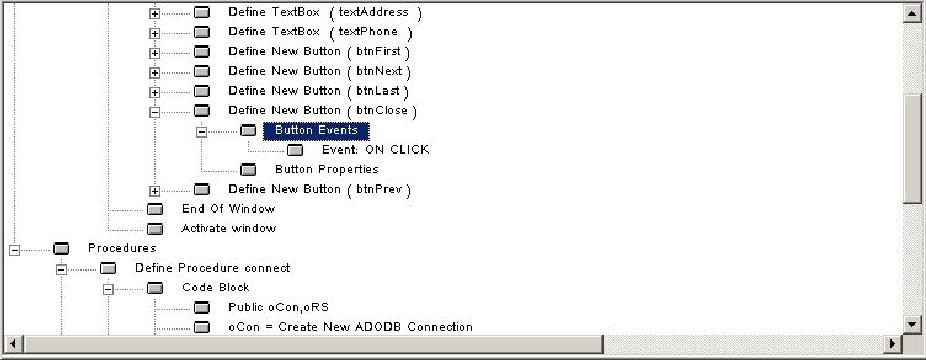 Define TextBox ( textAddress )
Define TextBox ( textPhone )
Define New Button ( btnFirst )
Define New Button ( btnNext )
Define New Button ( btnLast )
Define New Button ( btnClose )
Button Events
Event: ON CLICK
Button Properties
Define New Button ( btnPrev )
End Of Window
Activate window
Procedures
Define Procedure connect
Code Block
Public oCon,oRS
oCon = Create New ADODB Connection